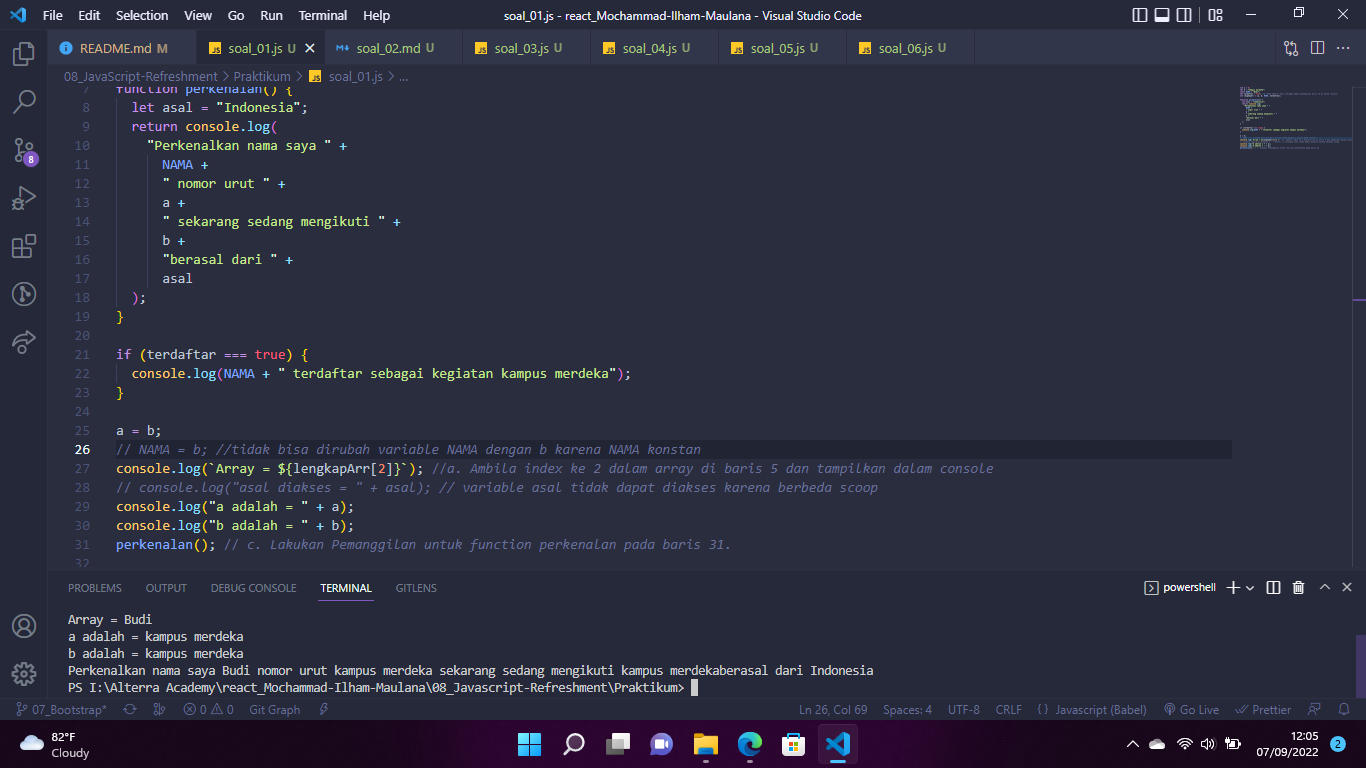 File Edit Selection View Go Run Terminal Help soal_01.js - react_Mochammad-Ilham-Maulana - Visual Studio Code
README.md M soal_01.js U soal_02.md U soal_03.js U soal_04.js U soal_05.js U soal_06.js U
08_JavaScript-Refreshment > Praktikum > soal_01.js > ...
7 function perkenalan() {
8 let asal = "Indonesia";
9 return console.log(
10 "Perkenalkan nama saya " +
11 NAMA +
12 " nomor urut " +
13 a +
14 " sekarang sedang mengikuti " +
15 b +
16 "berasal dari " +
17 asal
18 );
19 }
20
21 if (terdaftar === true) {
22 console.log(NAMA + " terdaftar sebagai kegiatan kampus merdeka");
23 }
24
25 a = b;
26 // NAMA = b; //tidak bisa dirubah variable NAMA dengan b karena NAMA konstan
27 console.log(`Array = ${lengkapArr[2]}`); //a. Ambila index ke 2 dalam array di baris 5 dan tampilkan dalam console
28 // console.log("asal diakses = " + asal); // variable asal tidak dapat diakses karena berbeda scoop
29 console.log("a adalah = " + a);
30 console.log("b adalah = " + b);
31 perkenalan(); // c. Lakukan Pemanggilan untuk function perkenalan pada baris 31.
32
PROBLEMS OUTPUT DEBUG CONSOLE TERMINAL GITLENS powershell
Array = Budi
a adalah = kampus merdeka
b adalah = kampus merdeka
Perkenalkan nama saya Budi nomor urut kampus merdeka sekarang sedang mengikuti kampus merdekaberasal dari Indonesia
PS I:\Alterra Academy\react_Mochammad-Ilham-Maulana\08_Javascript-Refreshment\Praktikum>
07_Bootstrap* 0 0 Git Graph Ln 26, Col 69 Spaces: 4 UTF-8 CRLF {} Javascript (Babel) Go Live Prettier
8
82°F
Cloudy
12:05
07/09/2022
2